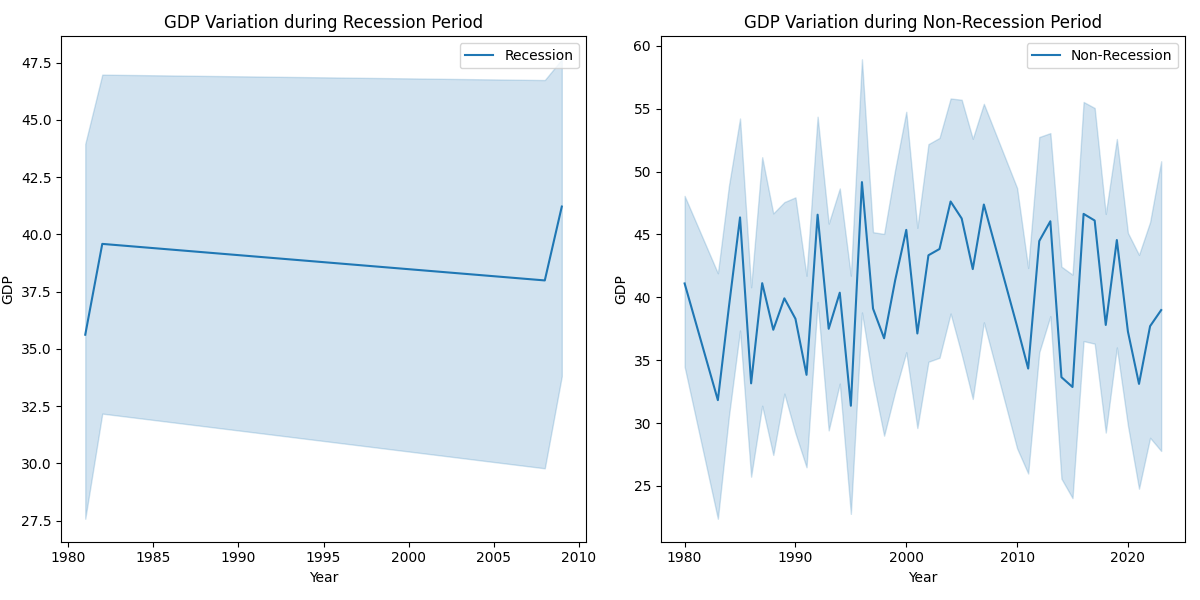 GDP Variation during Recession Period
Recession
47.5
45.0
42.5
40.0
37.5
35.0
32.5
30.0
27.5
GDP
1980 1985 1990 1995 2000 2005 2010
Year
GDP Variation during Non-Recession Period
Non-Recession
60
55
50
45
40
35
30
25
GDP
1980 1990 2000 2010 2020
Year